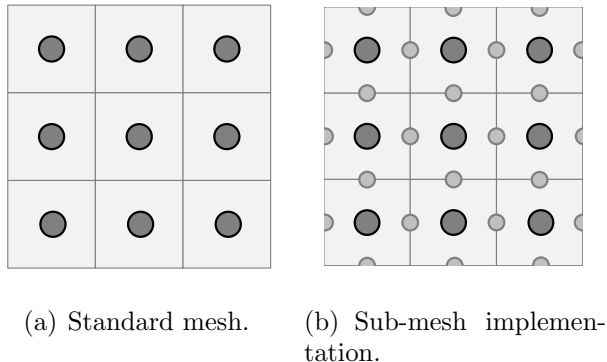 (a) Standard mesh.
(b) Sub-mesh implemen-
tation.